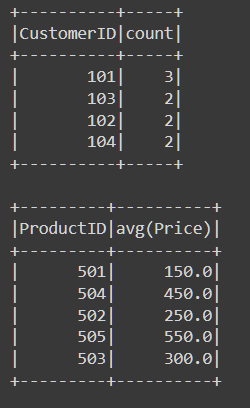 +----------+-----+
|CustomerID|count|
+----------+-----+
|       101|    3|
|       103|    2|
|       102|    2|
|       104|    2|
+----------+-----+

+---------+----------+
|ProductID|avg(Price)|
+---------+----------+
|      501|     150.0|
|      504|     450.0|
|      502|     250.0|
|      505|     550.0|
|      503|     300.0|
+---------+----------+